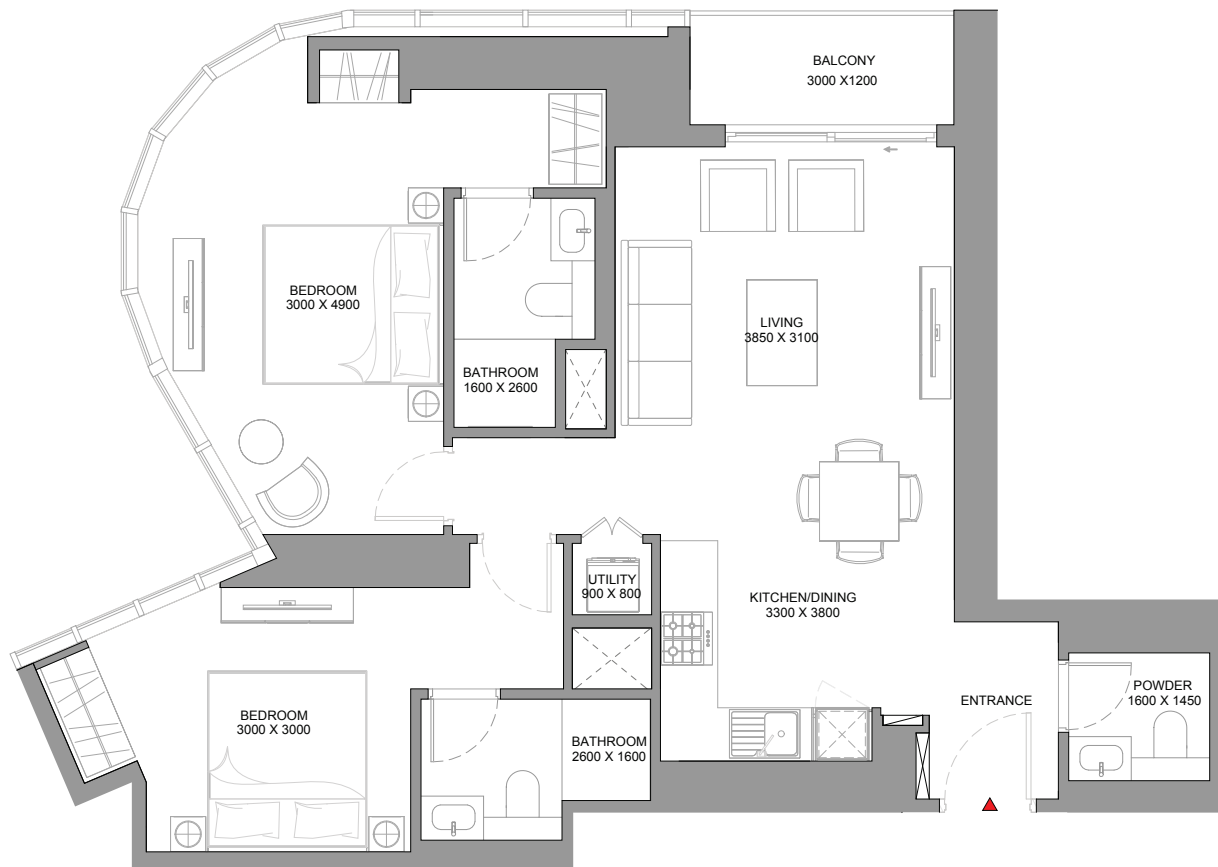 BALCONY
3000 X1200
BEDROOM
3000 X 4900
LIVING
3850 X 3100
BATHROOM
1600 X 2600
UTILITY
900 X 800
KITCHEN/DINING
3300 X 3800
ENTRANCE
POWDER
1600 X 1450
BEDROOM
3000 X 3000
BATHROOM
2600 X 1600